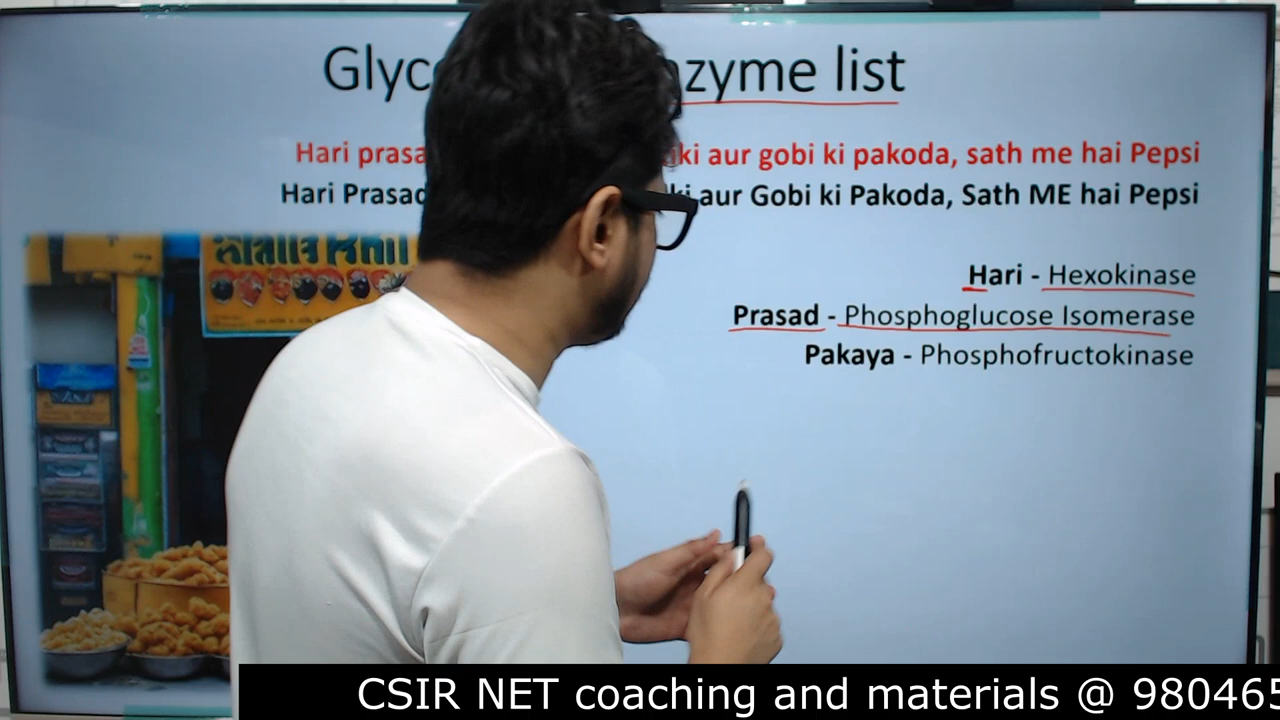 Glyc nzyme list
Hari prasa ki aur gobi ki pakoda, sath me hai Pepsi
Hari Prasad ki aur Gobi ki Pakoda, Sath ME hai Pepsi
Hari - Hexokinase
Prasad - Phosphoglucose Isomerase
Pakaya - Phosphofructokinase
CSIR NET coaching and materials @ 980465